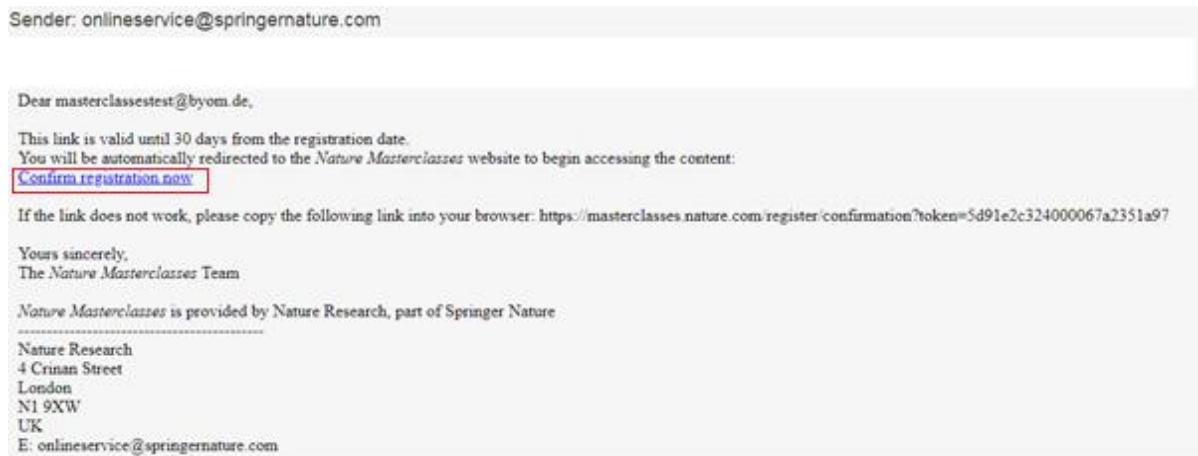 Sender: onlineservice@springernature.com
Dear masterclassestest@byom.de,
This link is valid until 30 days from the registration date.
You will be automatically redirected to the Nature Masterclasses website to begin accessing the content:
Confirm registration now
If the link does not work, please copy the following link into your browser: https://masterclasses.nature.com/register/confirmation?token=5d91e2c324000067a2351a97
Yours sincerely,
The Nature Masterclasses Team
Nature Masterclasses is provided by Nature Research, part of Springer Nature
--------------------------------------------
Nature Research
4 Crinan Street
London
N1 9XW
UK
E: onlineservice@springernature.com